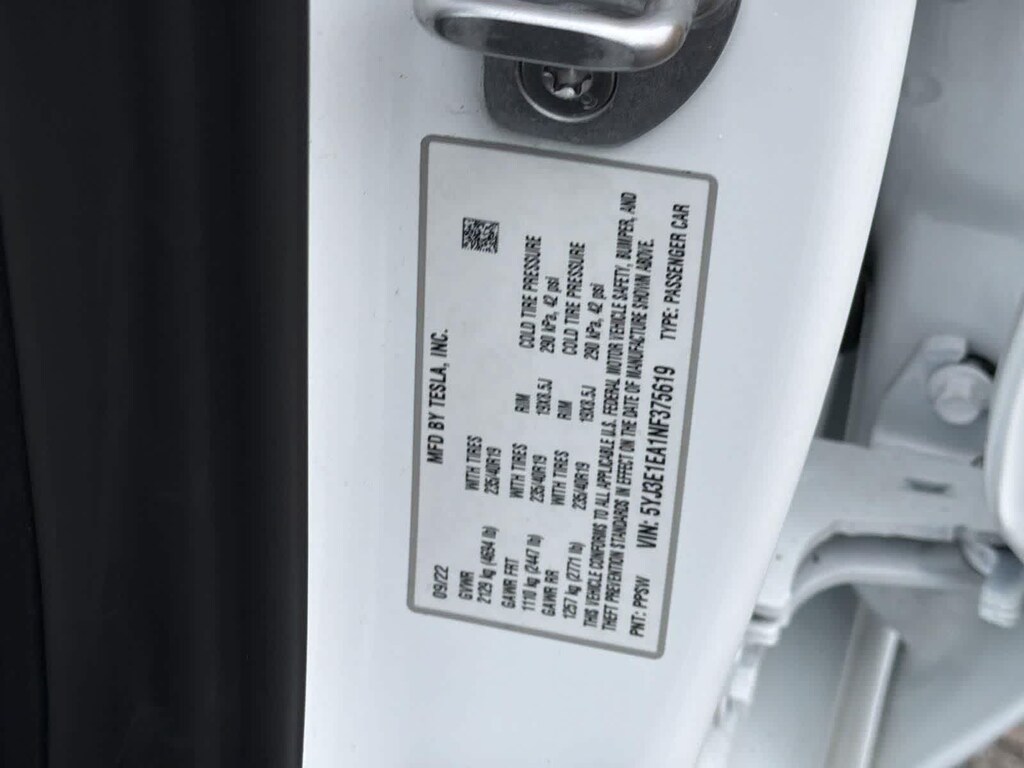 MFD BY TESLA, INC.
09/22
GVWR WITH TIRES RIM COLD TIRE PRESSURE
2129 kg (4694 lb) 235/40R19 19X8.5J 290 kPa, 42 psi
GAWR FRT WITH TIRES RIM COLD TIRE PRESSURE
1110 kg (2447 lb) 235/40R19 19X8.5J 290 kPa, 42 psi
GAWR RR WITH TIRES
1257 kg (2771 lb) 235/40R19
THIS VEHICLE CONFORMS TO ALL APPLICABLE U.S. FEDERAL MOTOR VEHICLE SAFETY, BUMPER, AND
THEFT PREVENTION STANDARDS IN EFFECT ON THE DATE OF MANUFACTURE SHOWN ABOVE.
PNT: PPSW VIN: 5YJ3E1EA1NF375619 TYPE: PASSENGER CAR